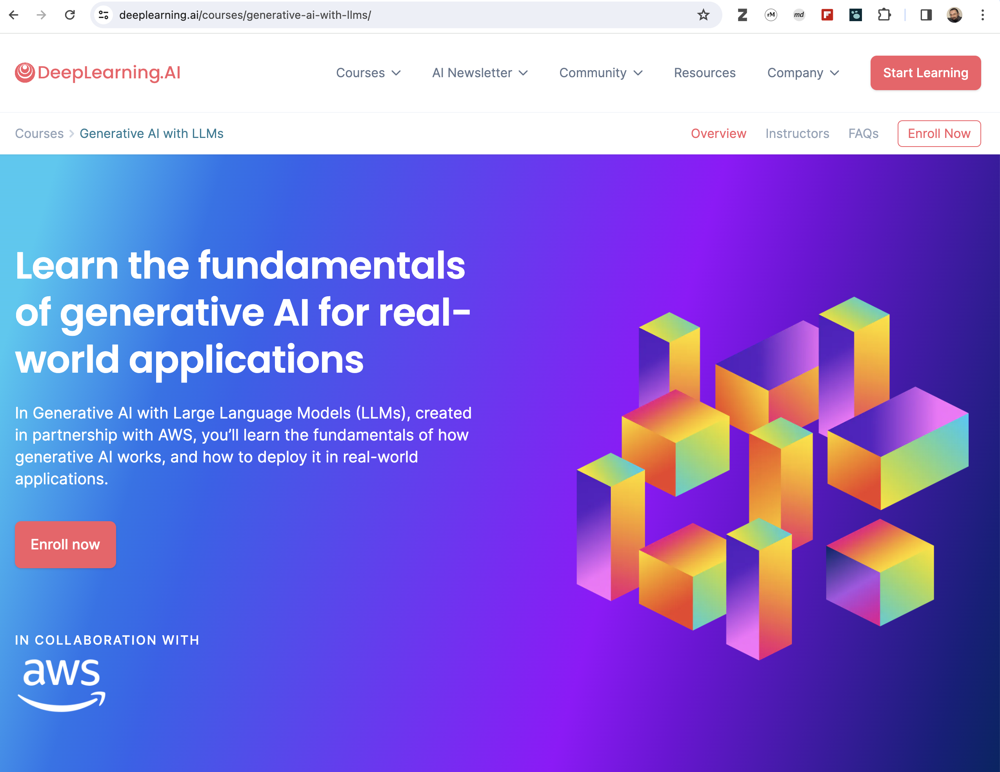 deeplearning.ai/courses/generative-ai-with-llms/
Z
rM
md
F
DeepLearning.AI
Courses
AI Newsletter
Community
Resources
Company
Start Learning
Courses > Generative AI with LLMs
Overview
Instructors
FAQs
Enroll Now
Learn the fundamentals
of generative AI for real-
world applications
In Generative AI with Large Language Models (LLMs), created
in partnership with AWS, you’ll learn the fundamentals of how
generative AI works, and how to deploy it in real-world
applications.
Enroll now
IN COLLABORATION WITH
aws